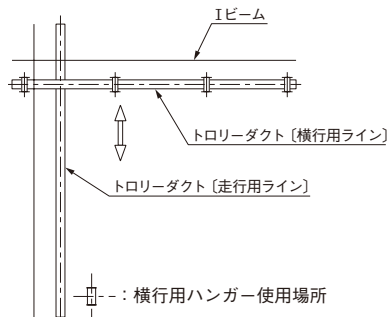 Iビーム
トロリーダクト〔横行用ライン〕
トロリーダクト〔走行用ライン〕
：横行用ハンガー使用場所